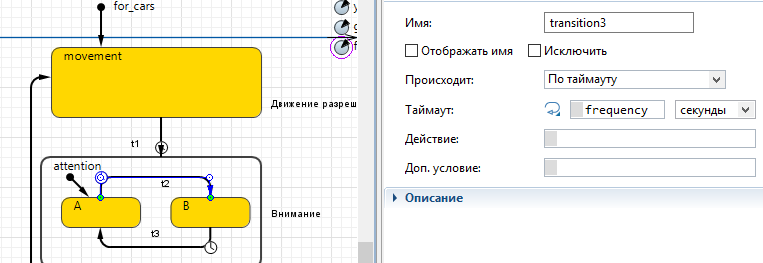 for_cars
y
g
f
movement
Движение разреш
t1
attention
t2
A
B
Внимание
t3
Имя:
transition3
Отображать имя
Исключить
Происходит:
По таймауту
Таймаут:
frequency
секунды
Действие:
Доп. условие:
Описание